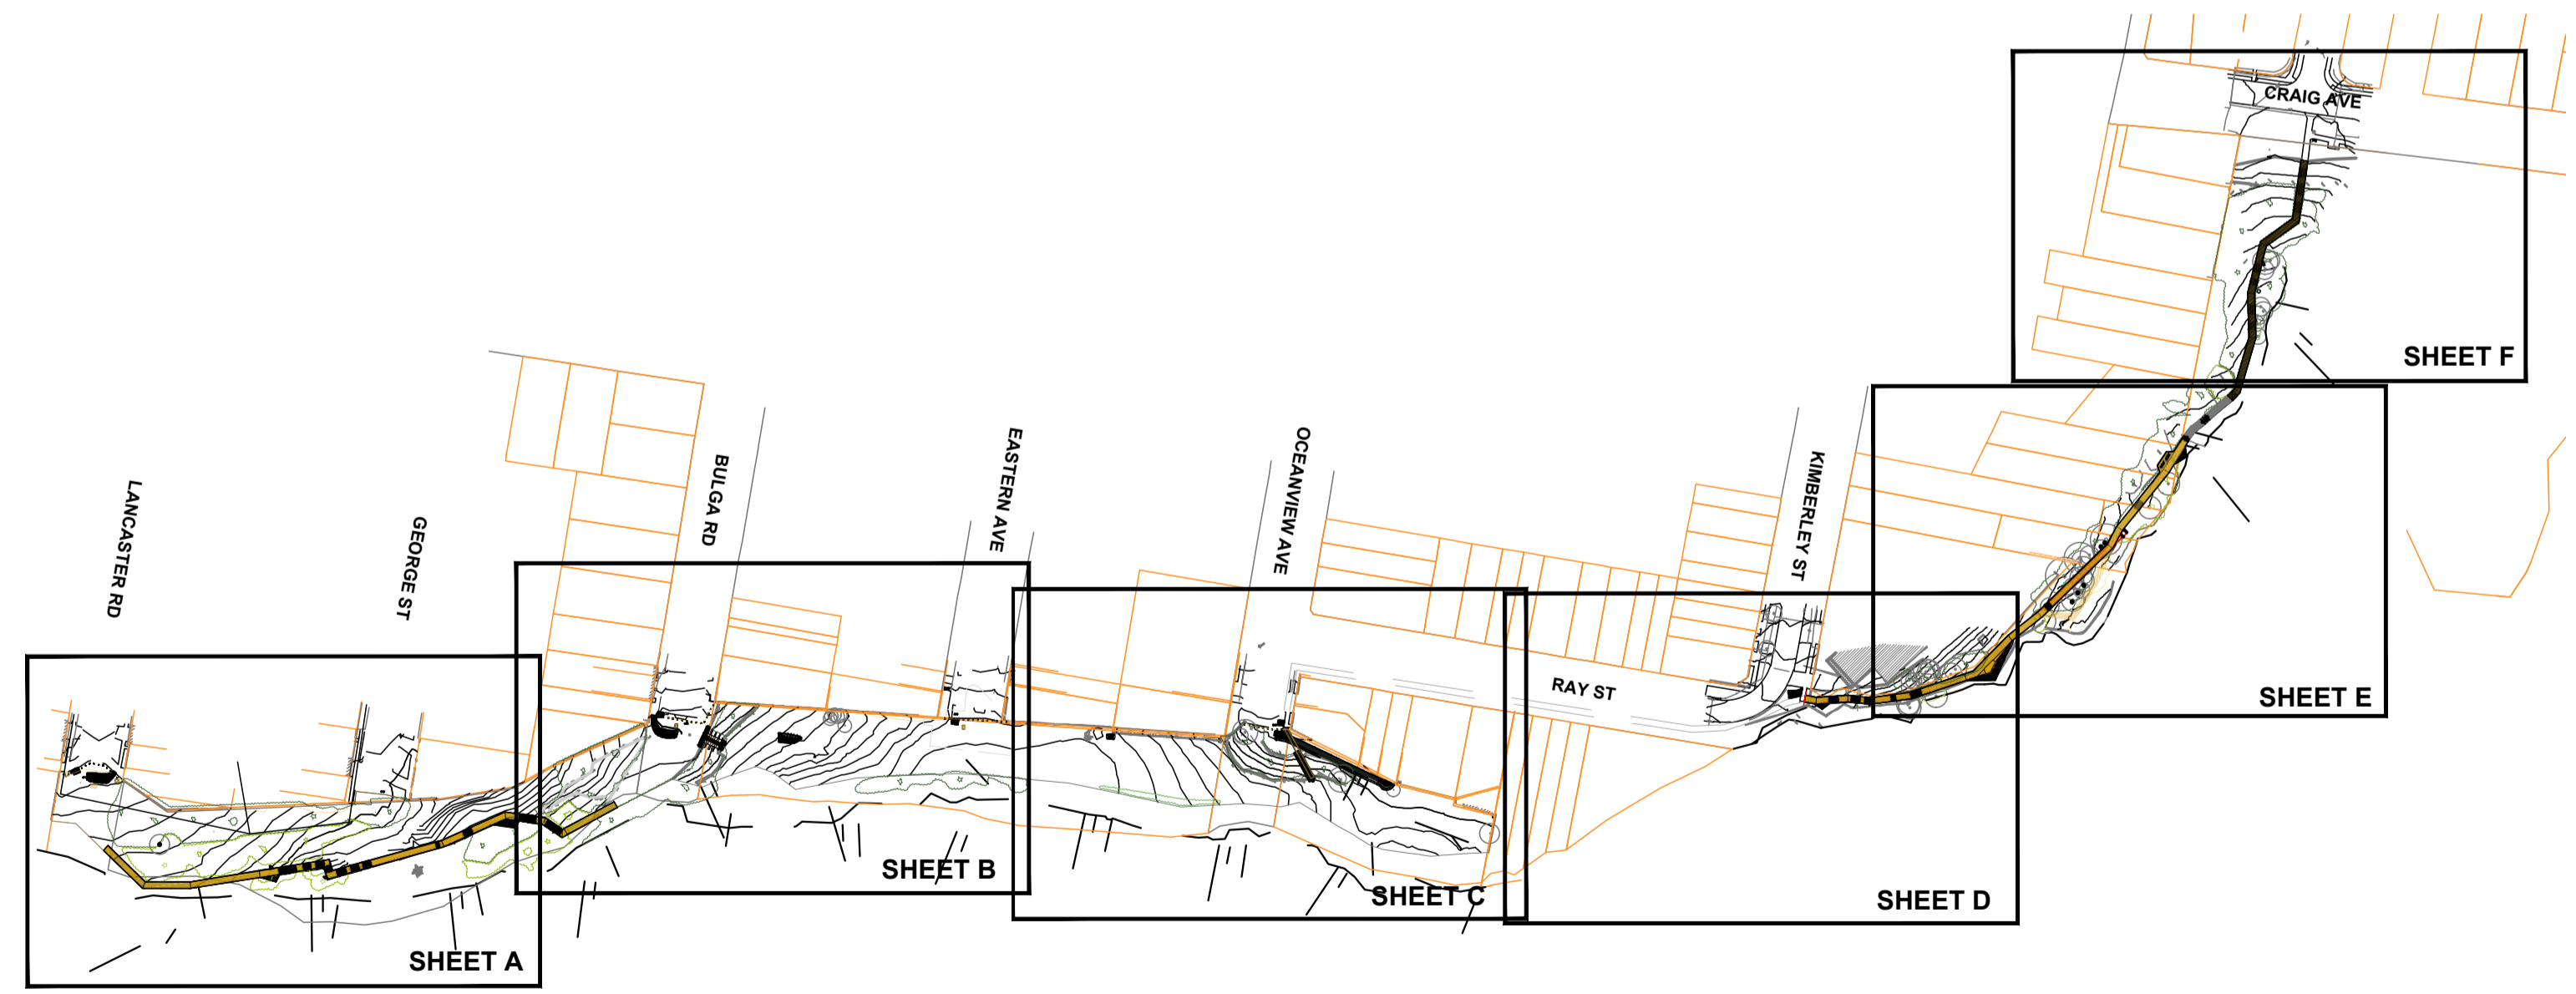 CRAIG AVE
SHEET F
LANCASTER RD
GEORGE ST
BULGA RD
EASTERN AVE
OCEANVIEW AVE
KIMBERLEY ST
RAY ST
SHEET E
SHEET B
SHEET C
SHEET D
SHEET A